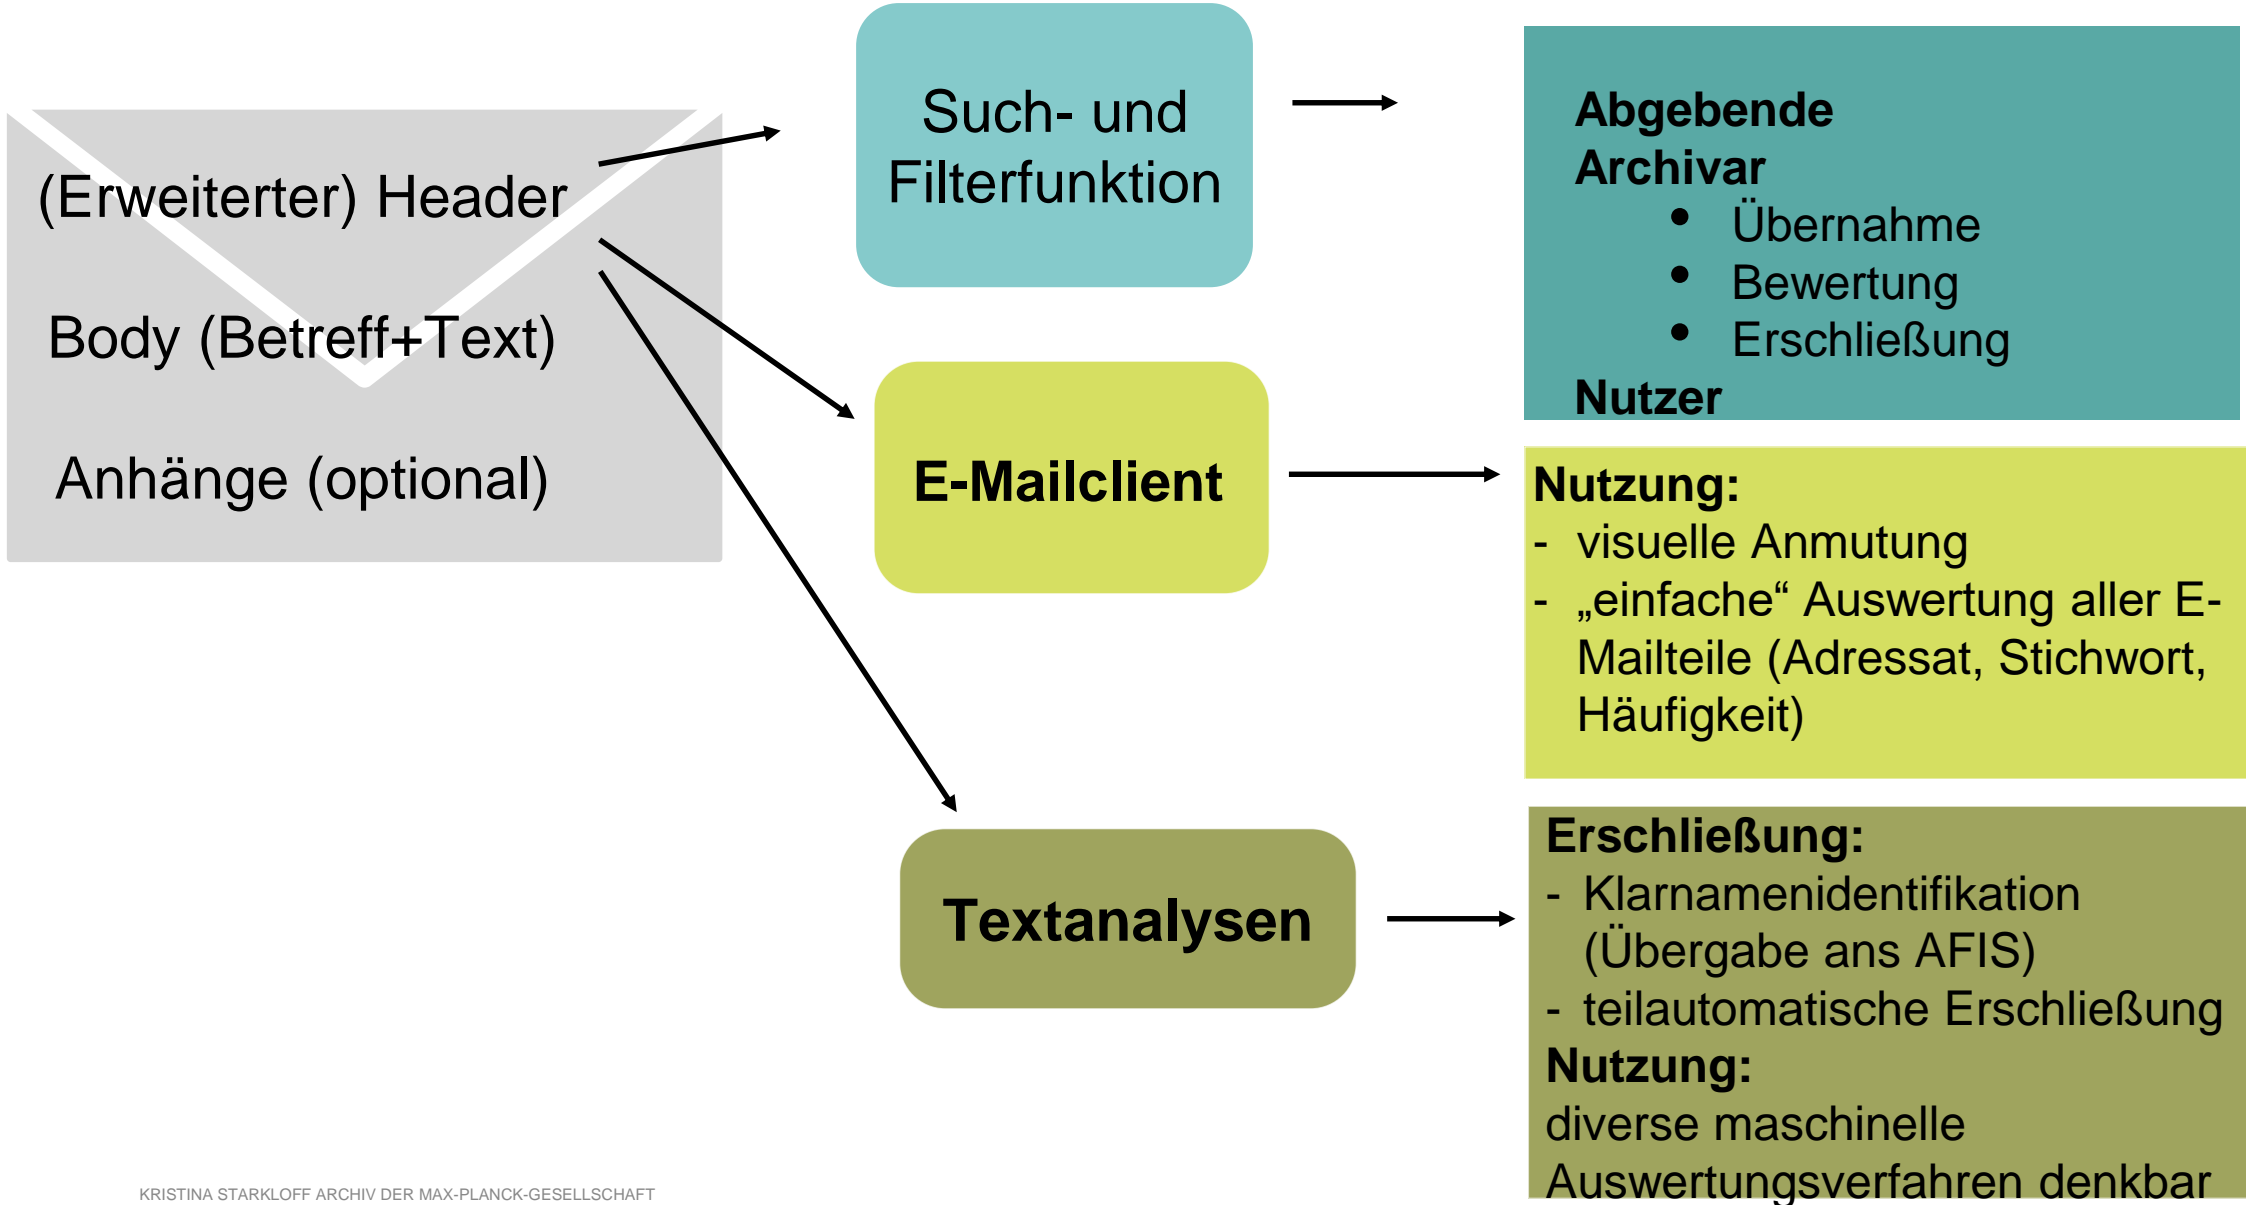 (Erweiterter) Header
Body (Betreff+Text)
Anhänge (optional)
Such- und
Filterfunktion
Abgebende
Archivar
• Übernahme
• Bewertung
• Erschließung
Nutzer
E-Mailclient
Nutzung:
- visuelle Anmutung
- „einfache“ Auswertung aller E-
Mailteile (Adressat, Stichwort,
Häufigkeit)
Textanalysen
Erschließung:
- Klarnamenidentifikation
(Übergabe ans AFIS)
- teilautomatische Erschließung
Nutzung:
diverse maschinelle
Auswertungsverfahren denkbar
KRISTINA STARKLOFF ARCHIV DER MAX-PLANCK-GESELLSCHAFT